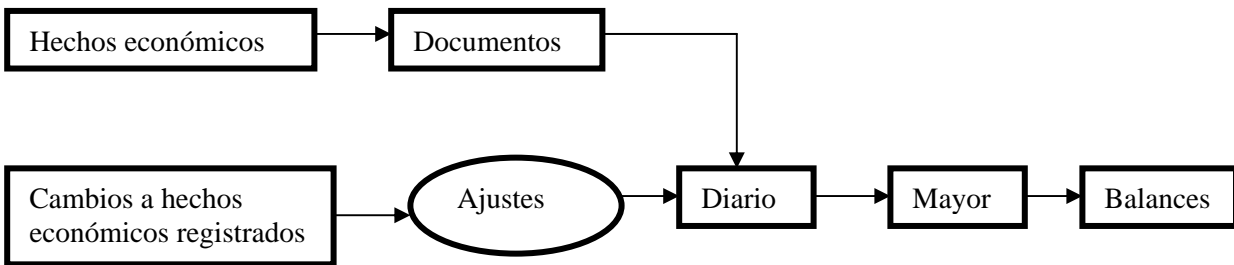 Hechos económicos
Documentos
Cambios a hechos
económicos registrados
Ajustes
Diario
Mayor
Balances